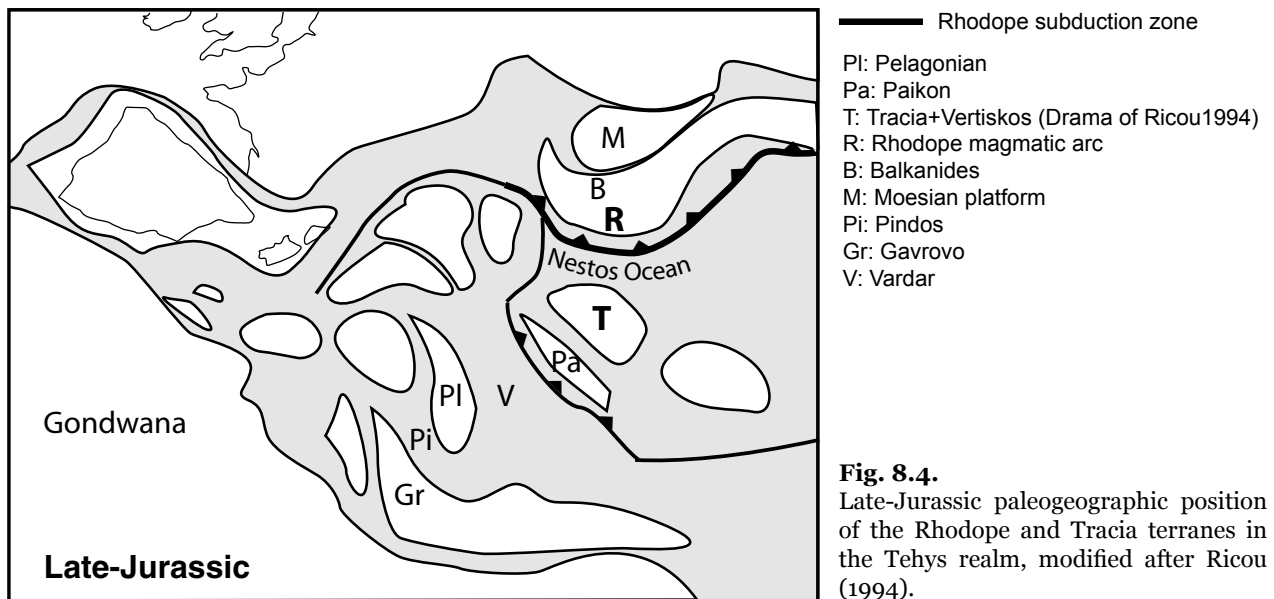 M
B
R
Nestos Ocean
T
Pa
Pl
V
Pi
Gr
Gondwana
Late-Jurassic
Rhodope subduction zone
Pl: Pelagonian
Pa: Paikon
T: Tracia+Vertiskos (Drama of Ricou1994)
R: Rhodope magmatic arc
B: Balkanides
M: Moesian platform
Pi: Pindos
Gr: Gavrovo
V: Vardar
Fig. 8.4.
Late-Jurassic paleogeographic position
of the Rhodope and Tracia terranes in
the Tehys realm, modified after Ricou
(1994).